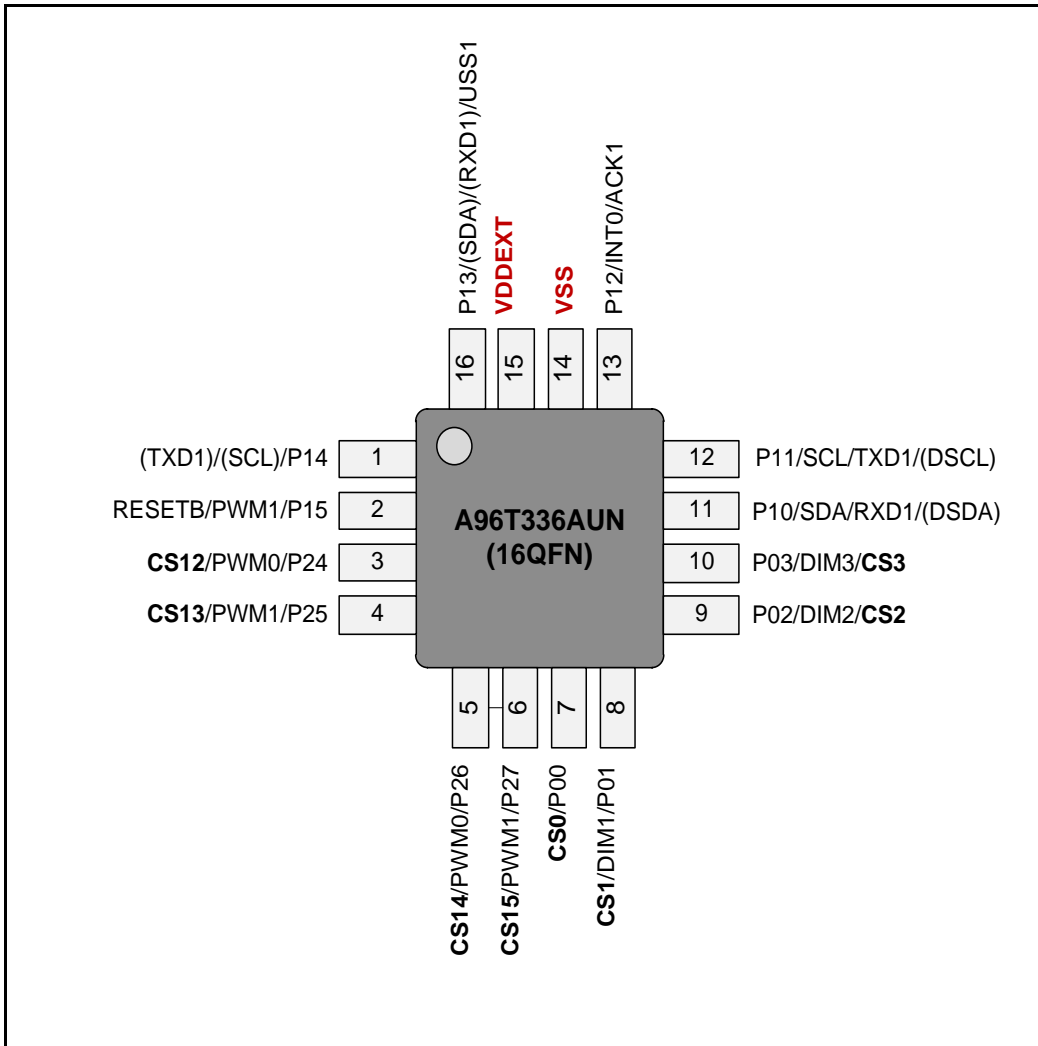 P13/(SDA)/(RXD1)/USS1
VDDEXT
VSS
P12/INT0/ACK1
16
15
14
13
(TXD1)/(SCL)/P14
1
RESETB/PWM1/P15
2
CS12/PWM0/P24
3
CS13/PWM1/P25
4
A96T336AUN
(16QFN)
12
P11/SCL/TXD1/(DSCL)
11
P10/SDA/RXD1/(DSDA)
10
P03/DIM3/CS3
9
P02/DIM2/CS2
5
6
7
8
CS14/PWM0/P26
CS15/PWM1/P27
CS0/P00
CS1/DIM1/P01